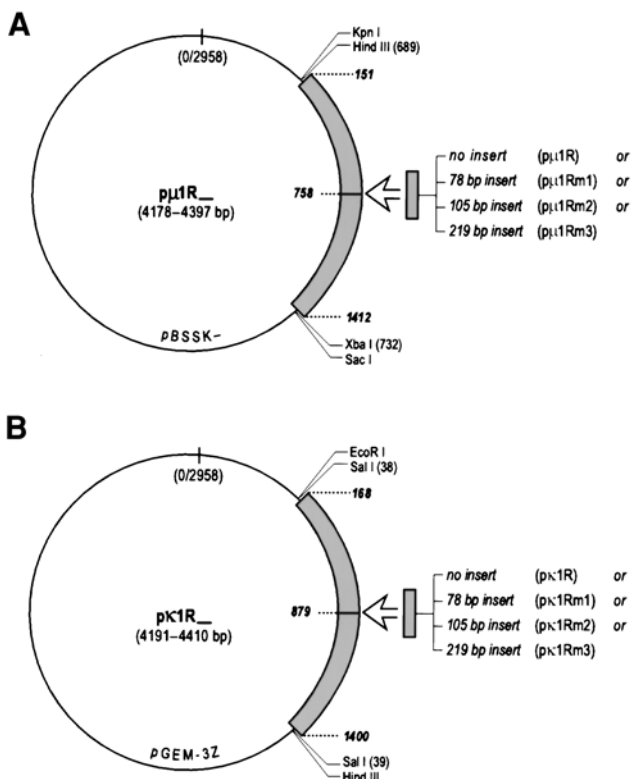 A
Kpn I
Hind III (689)
(0/2958)
151
no insert (pµ1R) or
78 bp insert (pµ1Rm1) or
pµ1R__
758
105 bp insert (pµ1Rm2) or
(4178–4397 bp)
219 bp insert (pµ1Rm3)
1412
pBSSK–
Xba I (732)
Sac I
B
EcoR I
Sal I (38)
(0/2958)
168
no insert (pκ1R) or
78 bp insert (pκ1Rm1) or
pκ1R__
879
105 bp insert (pκ1Rm2) or
(4191–4410 bp)
219 bp insert (pκ1Rm3)
1400
pGEM-3Z
Sal I (39)
Hind III